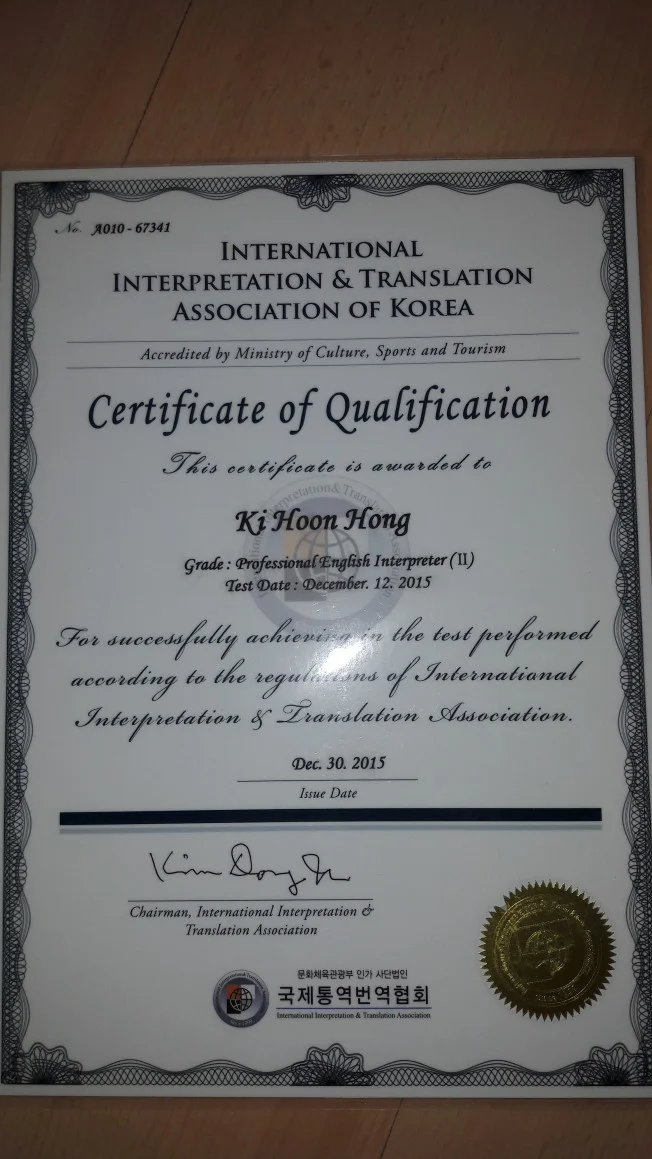 No. A010 - 67341
INTERNATIONAL
INTERPRETATION & TRANSLATION
ASSOCIATION OF KOREA
Accredited by Ministry of Culture, Sports and Tourism
Certificate of Qualification
This certificate is awarded to
Ki Hoon Hong
Grade : Professional English Interpreter (II)
Test Date : December. 12. 2015
For successfully achieving in the test performed
according to the regulations of International
Interpretation & Translation Association.
Dec. 30. 2015
Issue Date
Kim Dong
Chairman, International Interpretation &
Translation Association
문화체육관광부 인가 사단법인
국제통역번역협회
International Interpretation & Translation Association